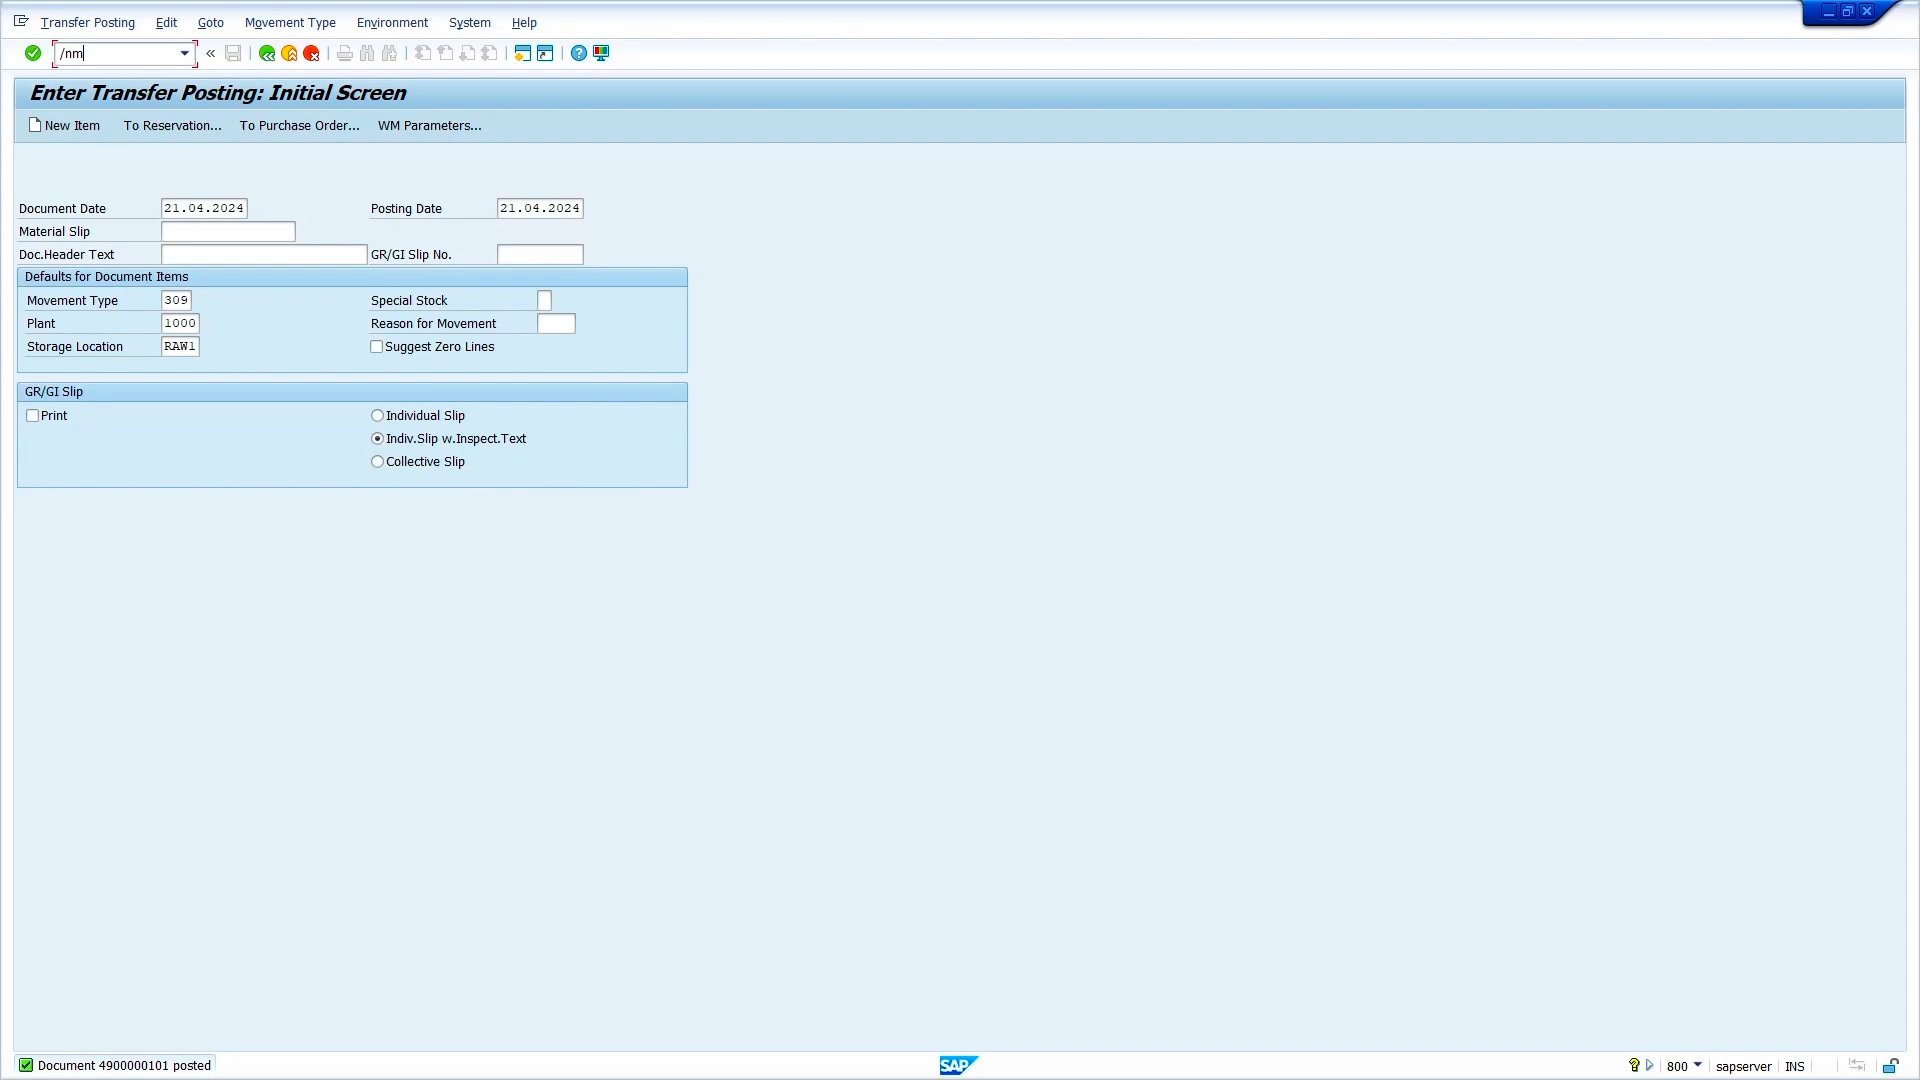 Transfer Posting Edit Goto Movement Type Environment System Help
/nm
Enter Transfer Posting: Initial Screen
New Item To Reservation... To Purchase Order... WM Parameters...
Document Date 21.04.2024 Posting Date 21.04.2024
Material Slip
Doc.Header Text GR/GI Slip No.
Defaults for Document Items
Movement Type 309 Special Stock
Plant 1000 Reason for Movement
Storage Location RAW1 Suggest Zero Lines
GR/GI Slip
Print Individual Slip
Indiv.Slip w.Inspect.Text
Collective Slip
Document 4900000101 posted SAP 800 sapserver INS